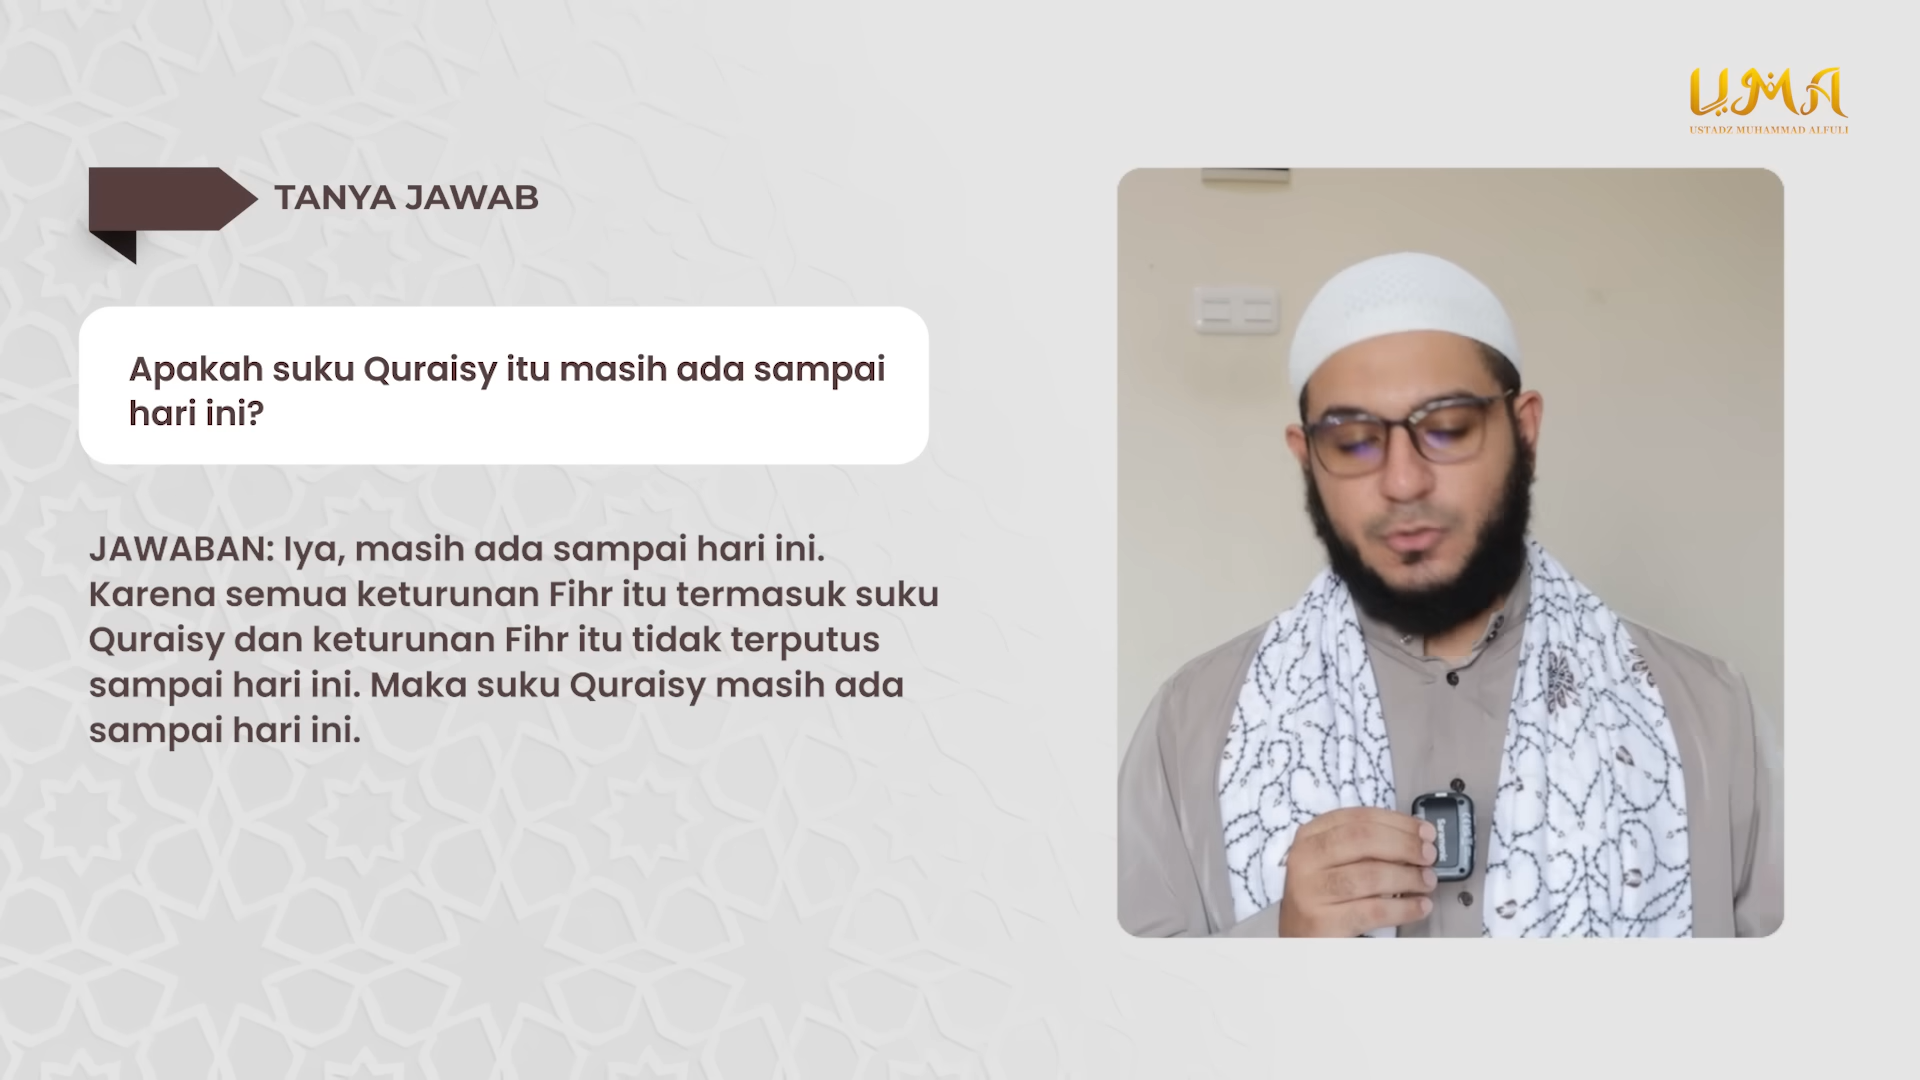 UMA
USTADZ MUHAMMAD ALFULI
TANYA JAWAB
Apakah suku Quraisy itu masih ada sampai
hari ini?
JAWABAN: Iya, masih ada sampai hari ini.
Karena semua keturunan Fihr itu termasuk suku
Quraisy dan keturunan Fihr itu tidak terputus
sampai hari ini. Maka suku Quraisy masih ada
sampai hari ini.
Saramonic